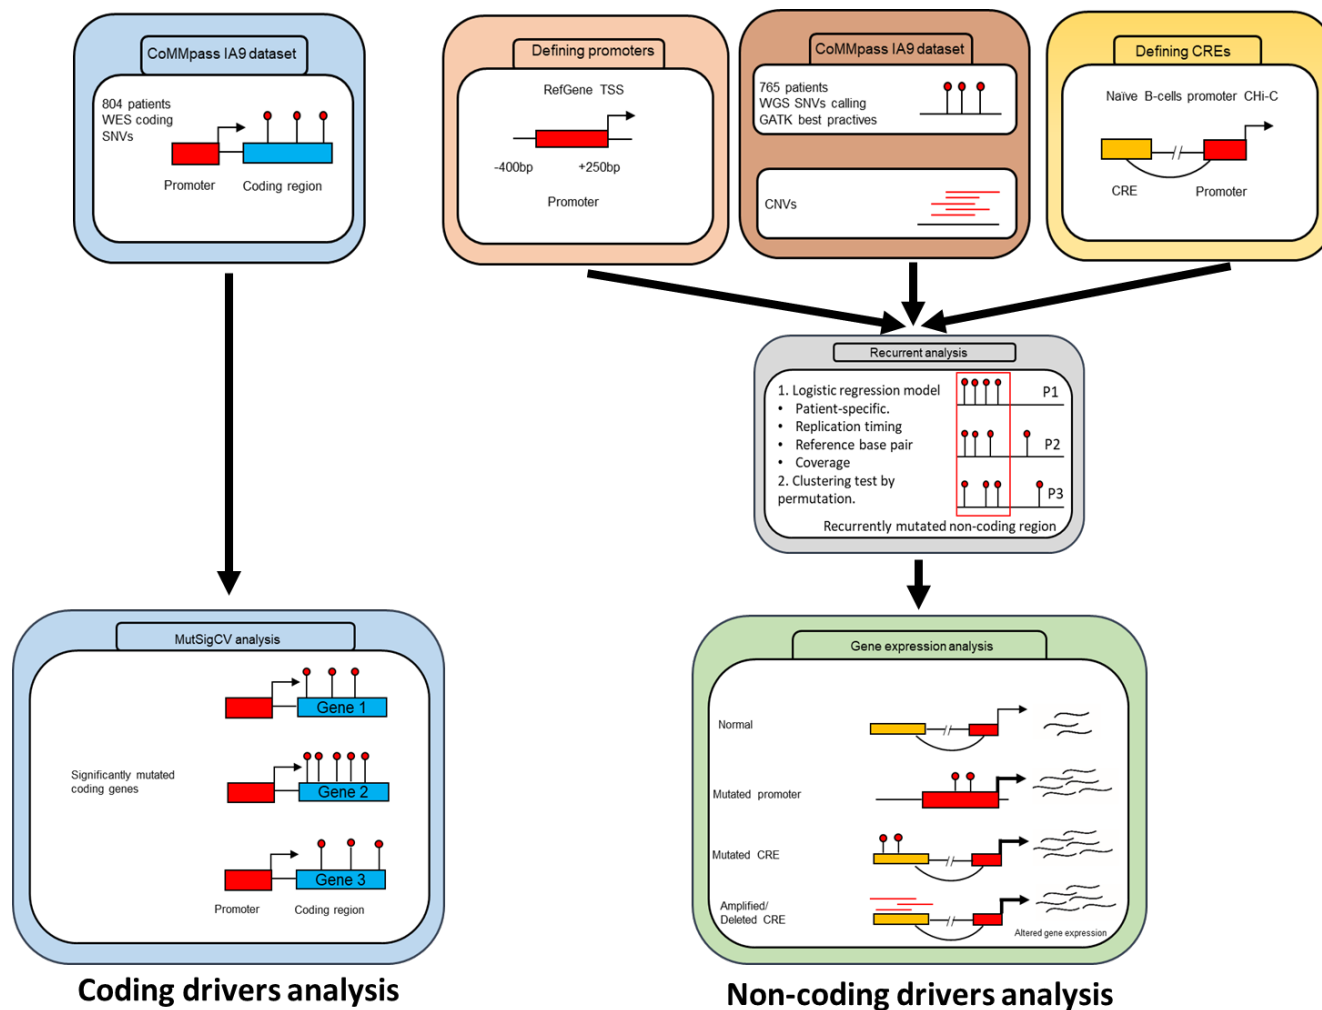 CoMMpass IA9 dataset
804 patients
WES coding
SNVs
Promoter
Coding region
Defining promoters
RefGene TSS
-400bp
+250bp
Promoter
CoMMpass IA9 dataset
765 patients
WGS SNVs calling
GATK best practives
CNVs
Defining CREs
Naïve B-cells promoter CHi-C
CRE
Promoter
Recurrent analysis
1. Logistic regression model
• Patient-specific.
• Replication timing
• Reference base pair
• Coverage
2. Clustering test by
permutation.
P1
P2
P3
Recurrently mutated non-coding region
MutSigCV analysis
Significantly mutated
coding genes
Gene 1
Gene 2
Gene 3
Promoter
Coding region
Coding drivers analysis
Gene expression analysis
Normal
Mutated promoter
Mutated CRE
Amplified/
Deleted CRE
Altered gene expression
Non-coding drivers analysis